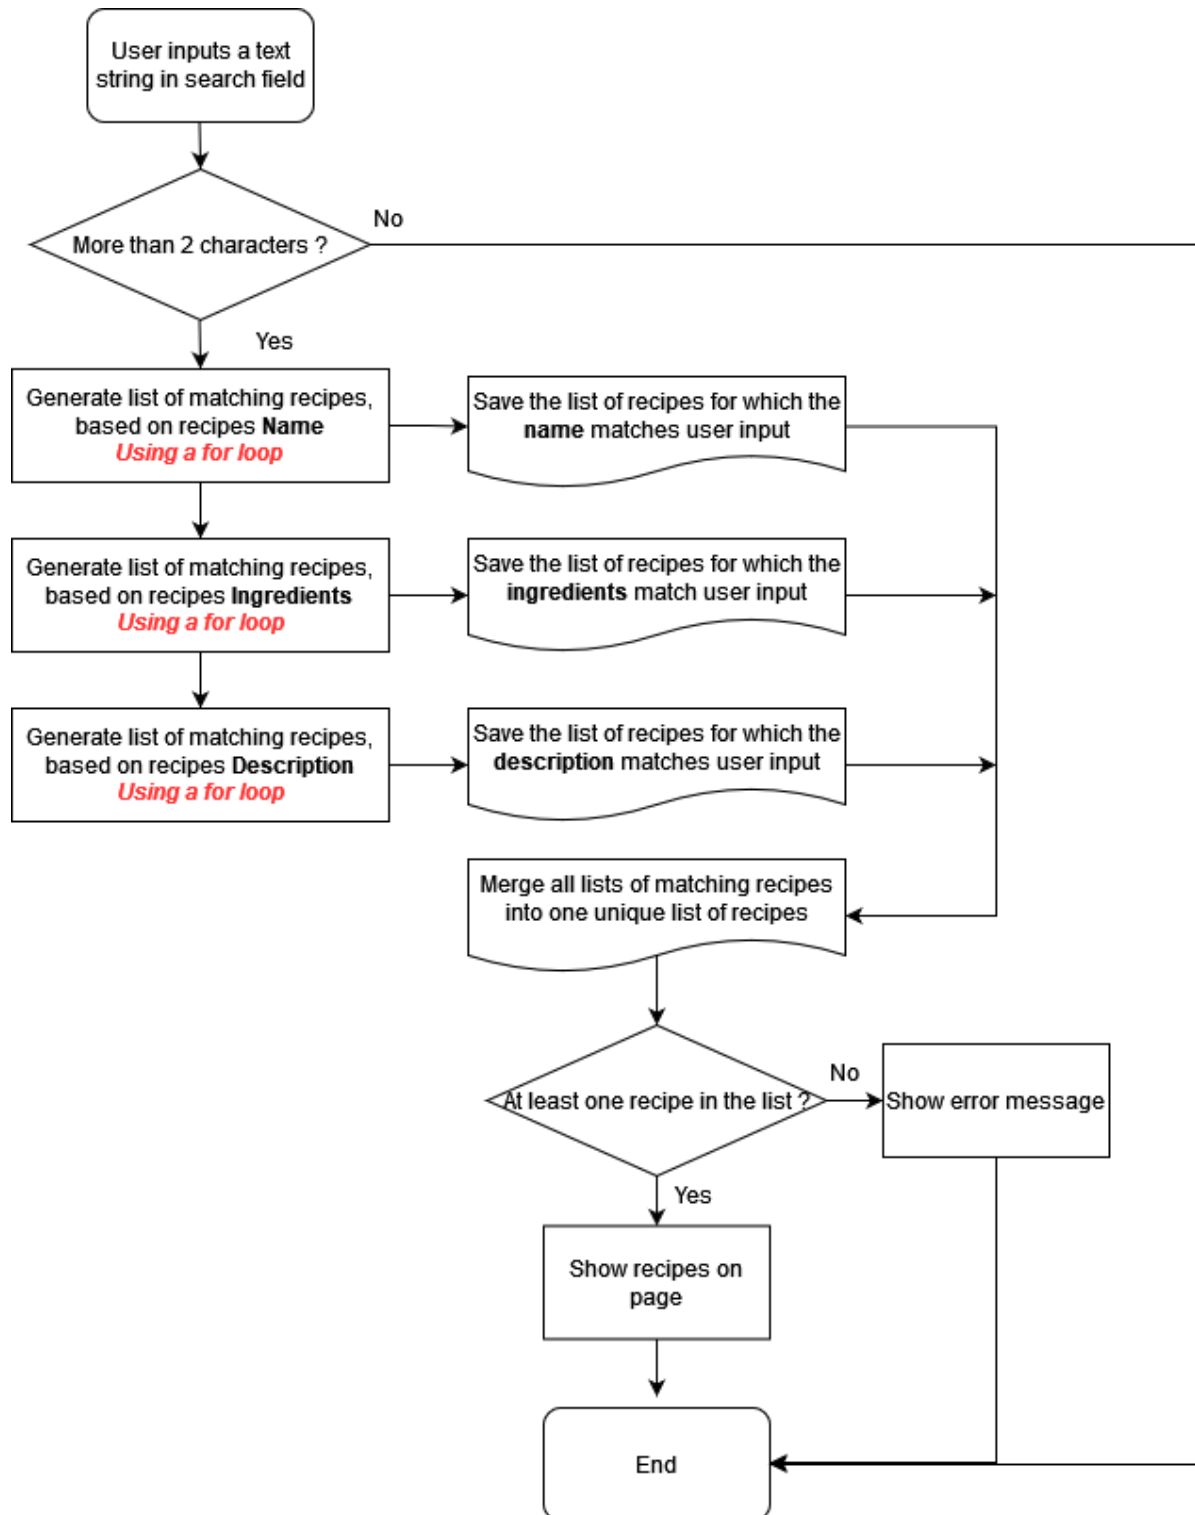 User inputs a text
string in search field
More than 2 characters ?
No
Yes
Generate list of matching recipes,
based on recipes Name
Using a for loop
Save the list of recipes for which the
name matches user input
Generate list of matching recipes,
based on recipes Ingredients
Using a for loop
Save the list of recipes for which the
ingredients match user input
Generate list of matching recipes,
based on recipes Description
Using a for loop
Save the list of recipes for which the
description matches user input
Merge all lists of matching recipes
into one unique list of recipes
At least one recipe in the list ?
No
Show error message
Yes
Show recipes on
page
End